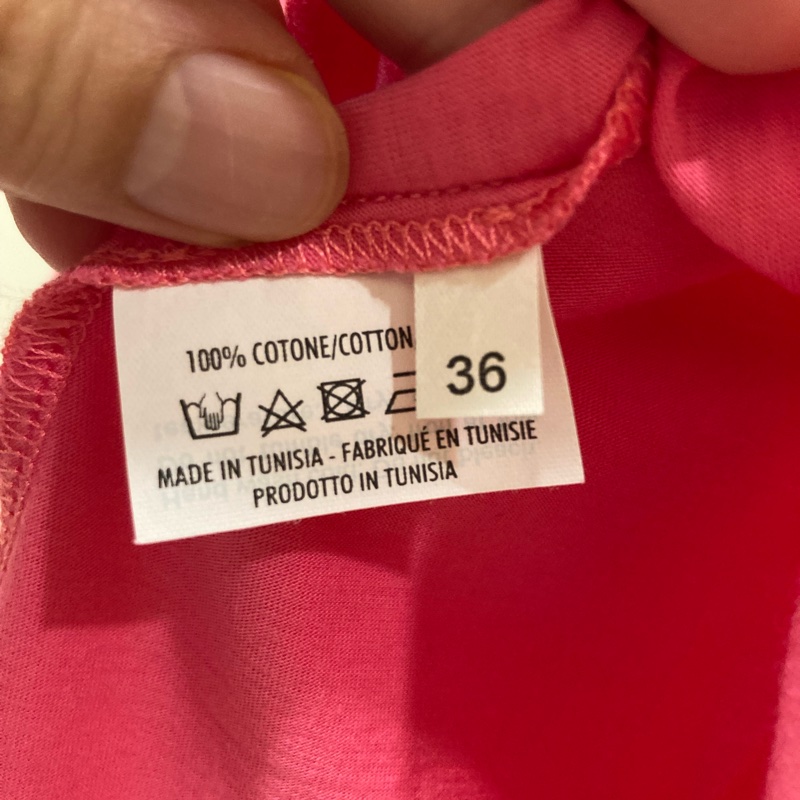 100% COTONE/COTTON
36
MADE IN TUNISIA - FABRIQUÉ EN TUNISIE
PRODOTTO IN TUNISIA